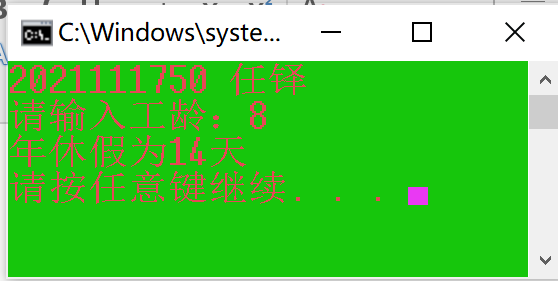 C:\Windows\syste...
2021111750 任铎
请输入工龄：8
年休假为14天
请按任意键继续. . .